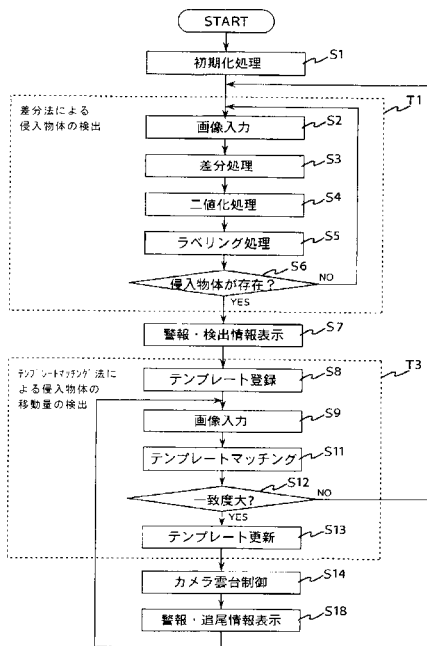 START
初期化処理
S1
T1
差分法による
侵入物体の検出
画像入力
S2
差分処理
S3
二値化処理
S4
ラベリング処理
S5
侵入物体が存在?
S6
NO
YES
警報・検出情報表示
S7
T3
テンプレートマッチング法に
よる侵入物体の
移動量の検出
テンプレート登録
S8
画像入力
S9
テンプレートマッチング
S11
一致度大?
S12
NO
YES
テンプレート更新
S13
カメラ雲台制御
S14
警報・追尾情報表示
S18